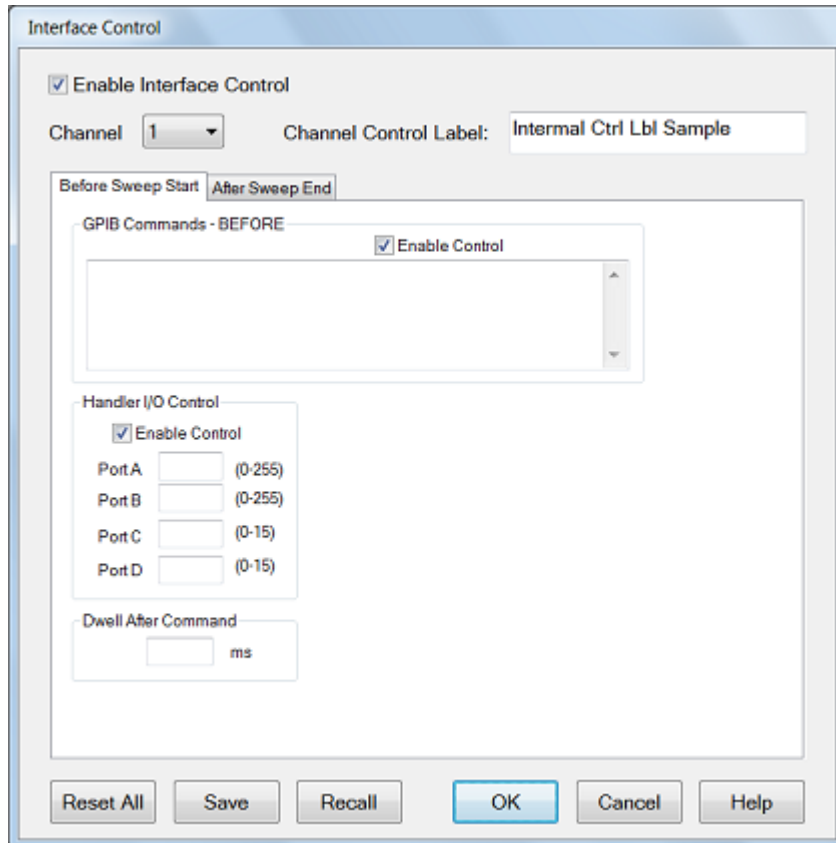 Interface Control
Enable Interface Control
Channel 1 Channel Control Label: Intermal Ctrl Lbl Sample
Before Sweep Start After Sweep End
GPIB Commands - BEFORE
Enable Control
Handler I/O Control
Enable Control
Port A (0-255)
Port B (0-255)
Port C (0-15)
Port D (0-15)
Dwell After Command
ms
Reset All Save Recall OK Cancel Help